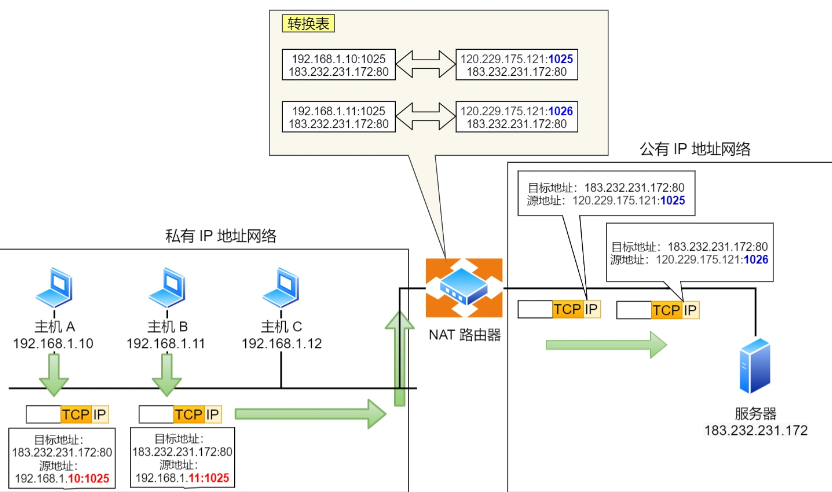 转换表
192.168.1.10:1025
183.232.231.172:80
120.229.175.121:1025
183.232.231.172:80
192.168.1.11:1025
183.232.231.172:80
120.229.175.121:1026
183.232.231.172:80
公有 IP 地址网络
目标地址：183.232.231.172:80
源地址：120.229.175.121:1025
目标地址：183.232.231.172:80
源地址：120.229.175.121:1026
私有 IP 地址网络
主机 A
192.168.1.10
主机 B
192.168.1.11
主机 C
192.168.1.12
NAT 路由器
TCP IP
TCP IP
服务器
183.232.231.172
TCP IP
目标地址：
183.232.231.172:80
源地址：
192.168.1.10:1025
TCP IP
目标地址：
183.232.231.172:80
源地址：
192.168.1.11:1025